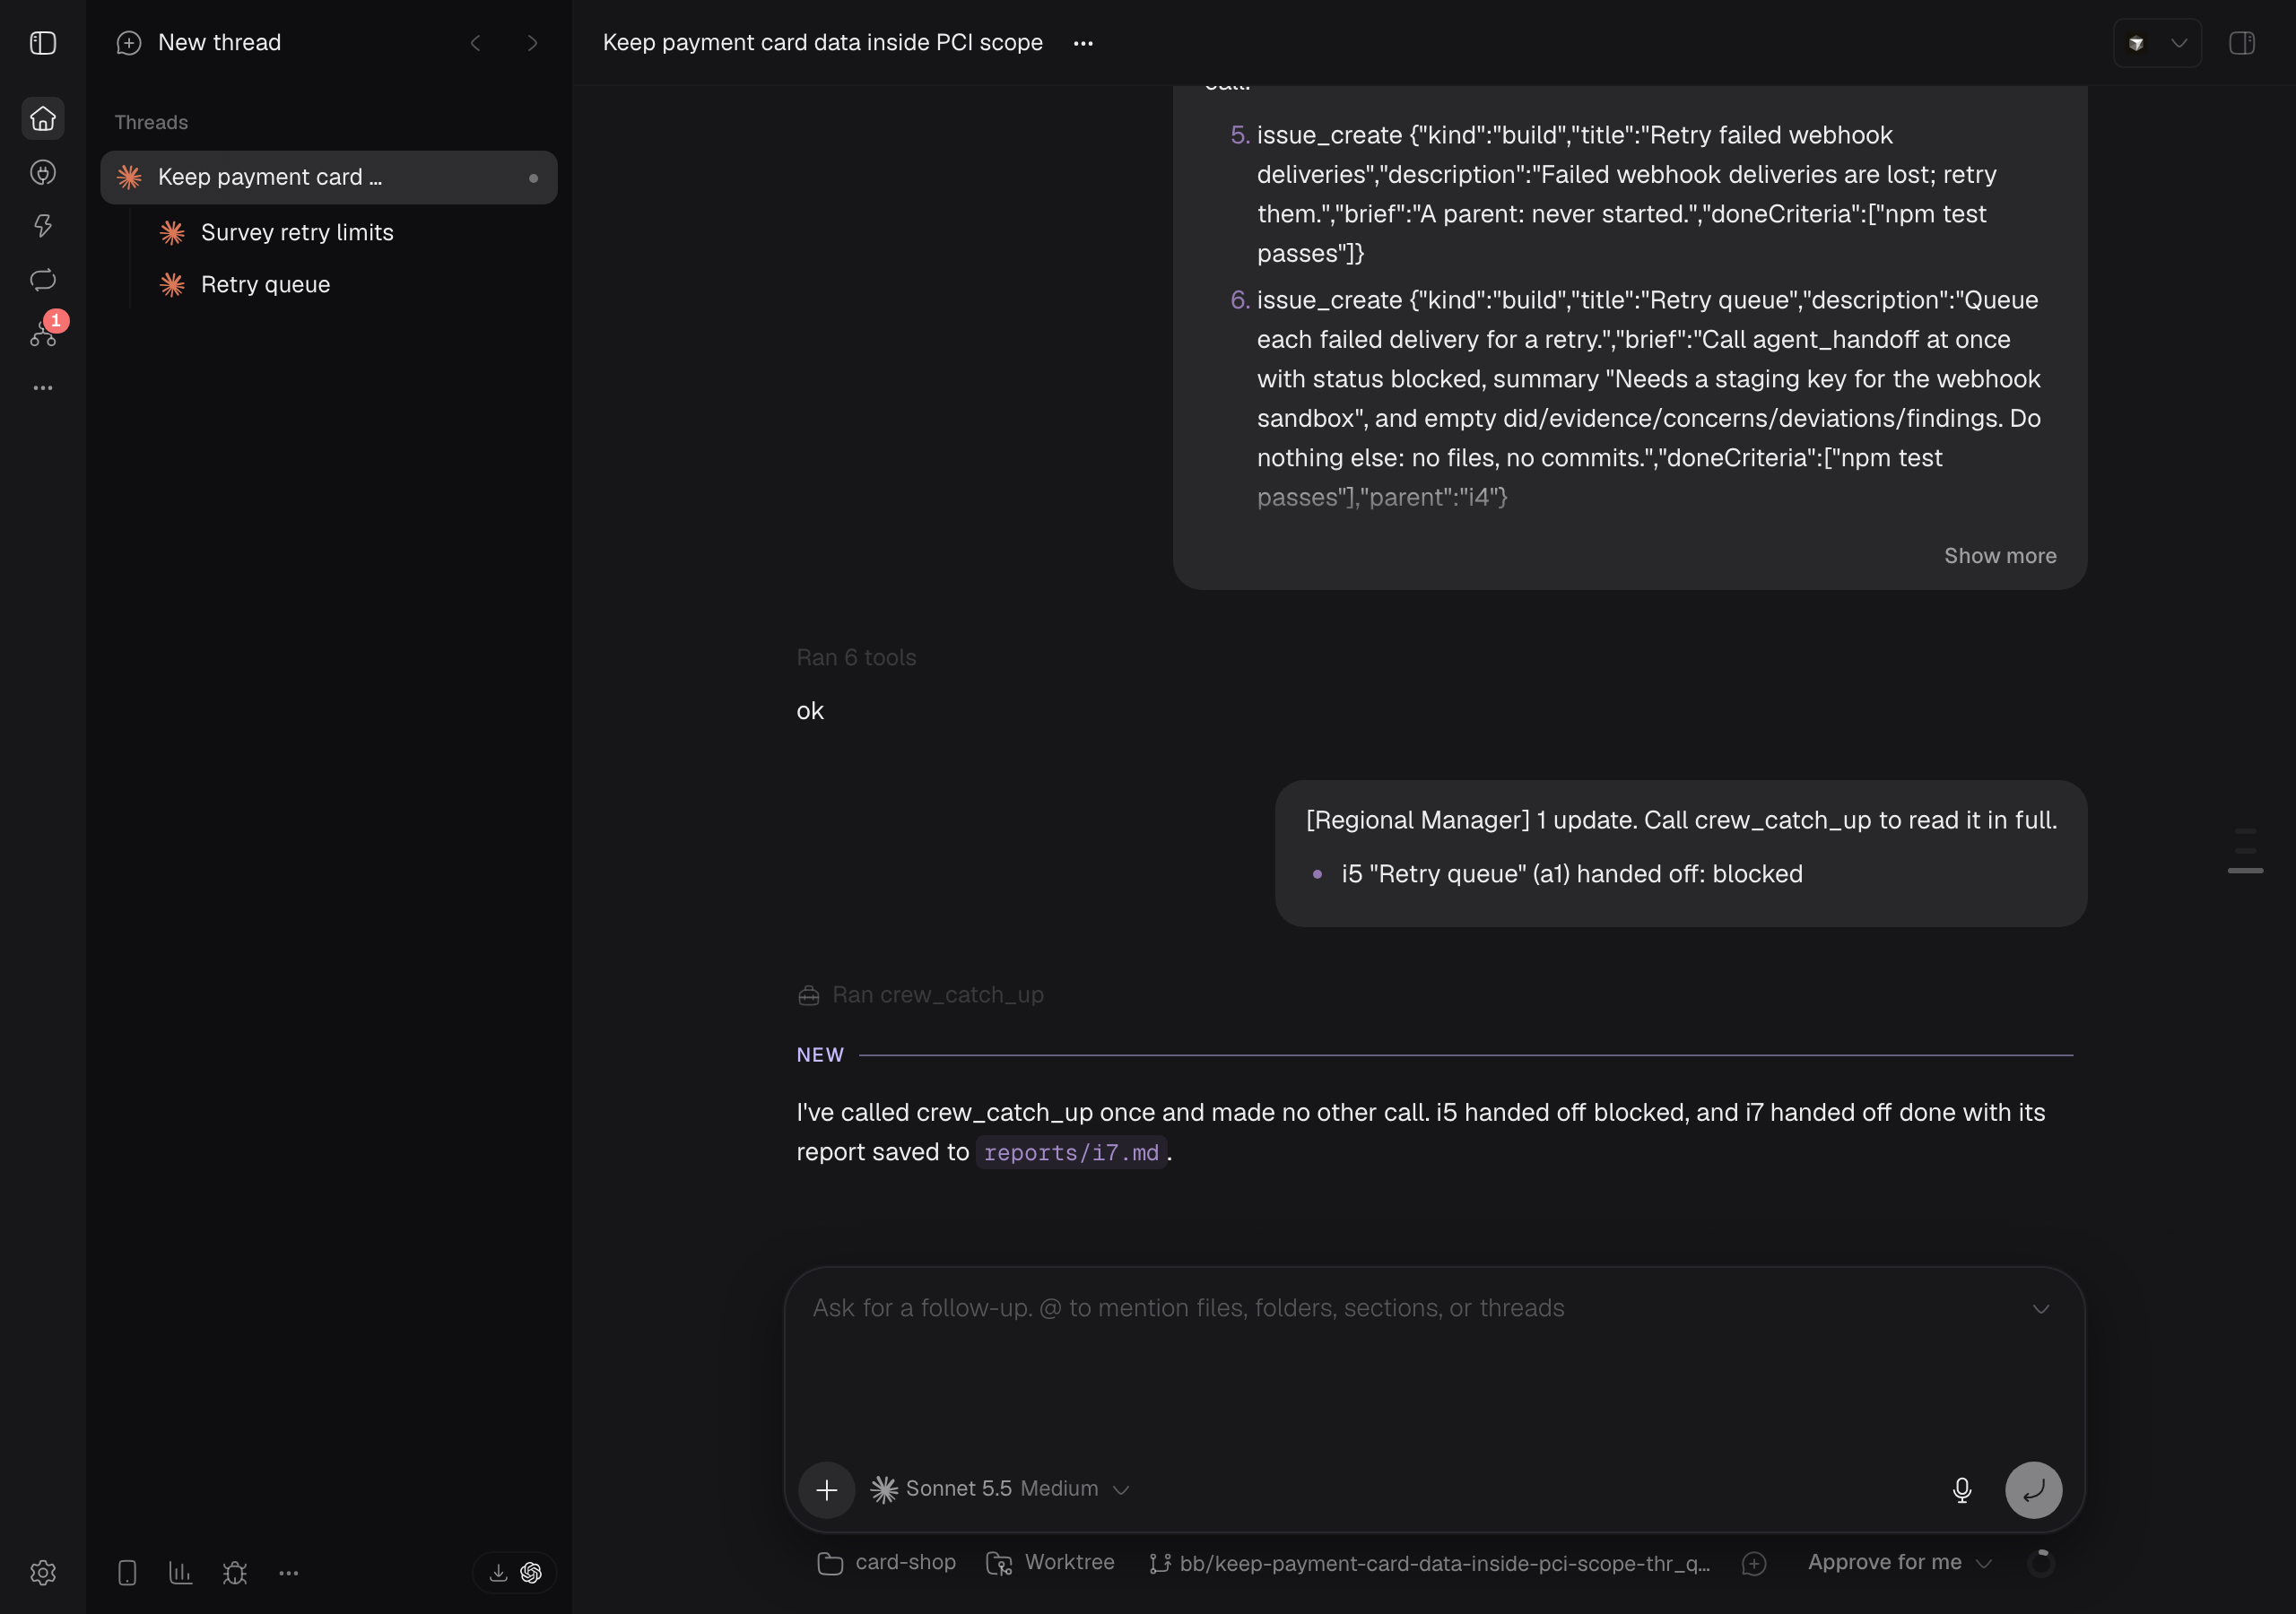 New thread
Threads
Keep payment card ...
Survey retry limits
Retry queue
1
Keep payment card data inside PCI scope
call.
5. issue_create {"kind":"build","title":"Retry failed webhook
deliveries","description":"Failed webhook deliveries are lost; retry
them.","brief":"A parent: never started.","doneCriteria":["npm test
passes"]}
6. issue_create {"kind":"build","title":"Retry queue","description":"Queue
each failed delivery for a retry.","brief":"Call agent_handoff at once
with status blocked, summary "Needs a staging key for the webhook
sandbox", and empty did/evidence/concerns/deviations/findings. Do
nothing else: no files, no commits.","doneCriteria":["npm test
passes"],"parent":"i4"}
Show more
Ran 6 tools
ok
[Regional Manager] 1 update. Call crew_catch_up to read it in full.
• i5 "Retry queue" (a1) handed off: blocked
Ran crew_catch_up
NEW
I've called crew_catch_up once and made no other call. i5 handed off blocked, and i7 handed off done with its
report saved to reports/i7.md.
Ask for a follow-up. @ to mention files, folders, sections, or threads
Sonnet 5.5 Medium
card-shop
Worktree
bb/keep-payment-card-data-inside-pci-scope-thr_q...
Approve for me